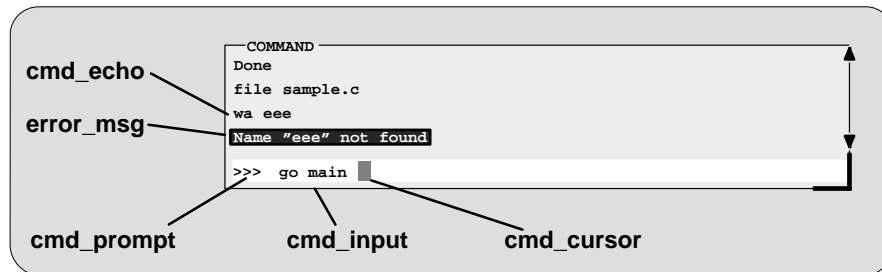 COMMAND
Done
cmd_echo
file sample.c
wa eee
error_msg
Name "eee" not found
>>> go main
cmd_prompt cmd_input cmd_cursor